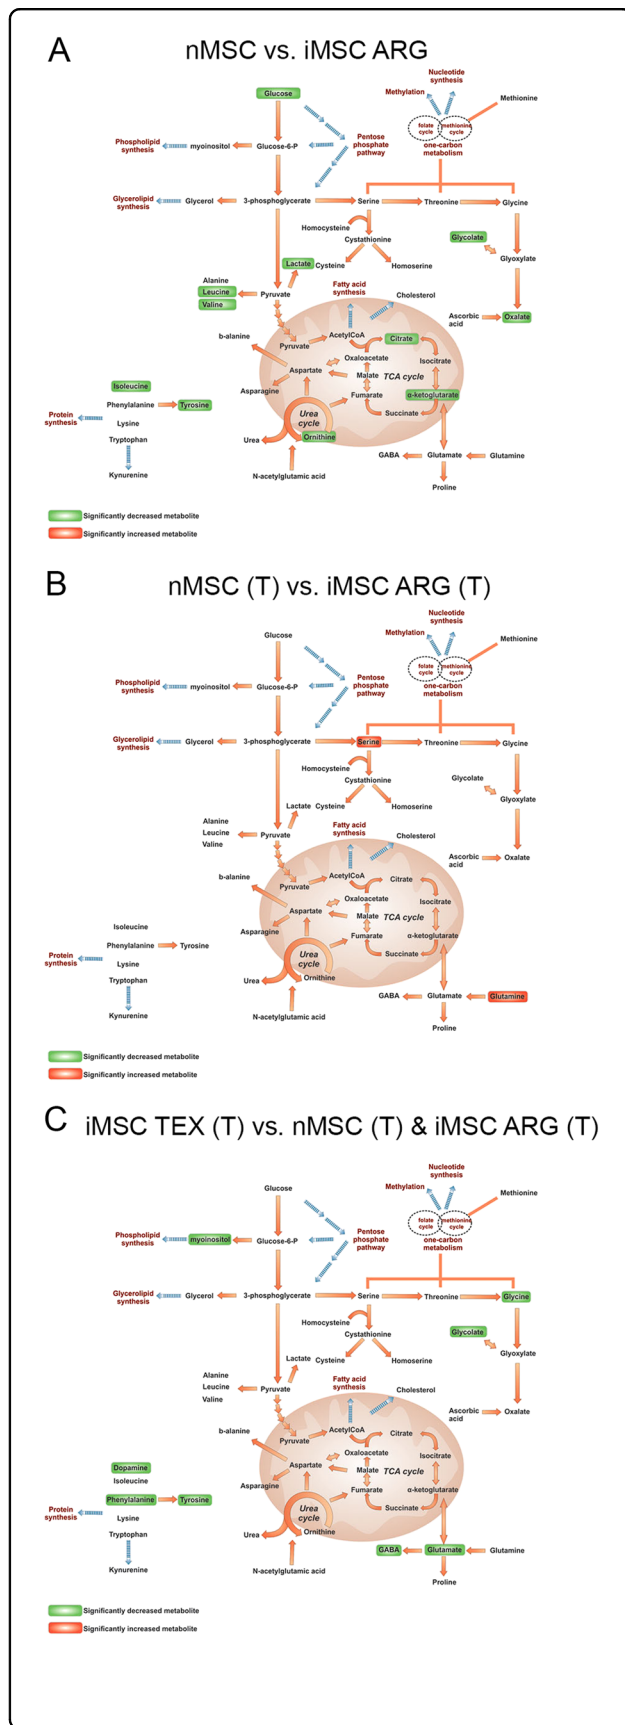 A nMSC vs. iMSC ARG
Nucleotide
synthesis
Glucose
Methylation
Methionine
folate
cycle
methionine
cycle
Phospholipid
synthesis
myoinositol
Glucose-6-P
Pentose
phosphate
pathway
one-carbon
metabolism
Glycerolipid
synthesis
Glycerol
3-phosphoglycerate
Serine
Threonine
Glycine
Homocysteine
Cystathionine
Glycolate
Lactate
Cysteine
Homoserine
Glyoxylate
Alanine
Leucine
Valine
Pyruvate
Fatty acid
synthesis
Cholesterol
Ascorbic
acid
Oxalate
b-alanine
Pyruvate
AcetylCoA
Citrate
Oxaloacetate
Isocitrate
Aspartate
Malate
TCA cycle
Isoleucine
Asparagine
Fumarate
α-ketoglutarate
Phenylalanine
Tyrosine
Succinate
Protein
synthesis
Lysine
Urea
cycle
Tryptophan
Urea
Ornithine
GABA
Glutamate
Glutamine
Kynurenine
N-acetylglutamic acid
Proline
Significantly decreased metabolite
Significantly increased metabolite
B nMSC (T) vs. iMSC ARG (T)
Nucleotide
synthesis
Glucose
Methylation
Methionine
folate
cycle
methionine
cycle
Phospholipid
synthesis
myoinositol
Glucose-6-P
Pentose
phosphate
pathway
one-carbon
metabolism
Glycerolipid
synthesis
Glycerol
3-phosphoglycerate
Serine
Threonine
Glycine
Homocysteine
Cystathionine
Glycolate
Lactate
Cysteine
Homoserine
Glyoxylate
Alanine
Leucine
Valine
Pyruvate
Fatty acid
synthesis
Cholesterol
Ascorbic
acid
Oxalate
b-alanine
Pyruvate
AcetylCoA
Citrate
Oxaloacetate
Isocitrate
Aspartate
Malate
TCA cycle
Isoleucine
Asparagine
Fumarate
α-ketoglutarate
Phenylalanine
Tyrosine
Succinate
Protein
synthesis
Lysine
Urea
cycle
Tryptophan
Urea
Ornithine
GABA
Glutamate
Glutamine
Kynurenine
N-acetylglutamic acid
Proline
Significantly decreased metabolite
Significantly increased metabolite
C iMSC TEX (T) vs. nMSC (T) & iMSC ARG (T)
Nucleotide
synthesis
Glucose
Methylation
Methionine
folate
cycle
methionine
cycle
Phospholipid
synthesis
myoinositol
Glucose-6-P
Pentose
phosphate
pathway
one-carbon
metabolism
Glycerolipid
synthesis
Glycerol
3-phosphoglycerate
Serine
Threonine
Glycine
Homocysteine
Cystathionine
Glycolate
Lactate
Cysteine
Homoserine
Glyoxylate
Alanine
Leucine
Valine
Pyruvate
Fatty acid
synthesis
Cholesterol
Ascorbic
acid
Oxalate
b-alanine
Pyruvate
AcetylCoA
Citrate
Oxaloacetate
Isocitrate
Aspartate
Malate
TCA cycle
Dopamine
Isoleucine
Asparagine
Fumarate
α-ketoglutarate
Phenylalanine
Tyrosine
Succinate
Protein
synthesis
Lysine
Urea
cycle
Tryptophan
Urea
Ornithine
GABA
Glutamate
Glutamine
Kynurenine
N-acetylglutamic acid
Proline
Significantly decreased metabolite
Significantly increased metabolite